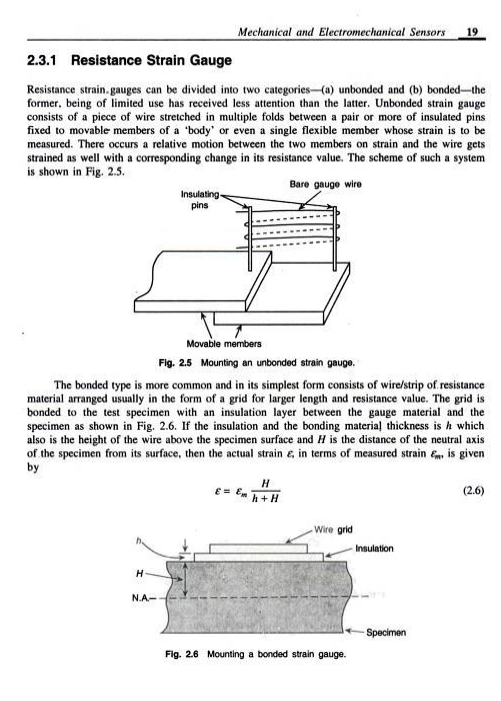 Mechanical and Electromechanical Sensors 19
2.3.1 Resistance Strain Gauge
Resistance strain gauges can be divided into two categories—(a) unbonded and (b) bonded—the
former, being of limited use has received less attention than the latter. Unbonded strain gauge
consists of a piece of wire stretched in multiple folds between a pair or more of insulated pins
fixed to movable members of a 'body' or even a single flexible member whose strain is to be
measured. There occurs a relative motion between the two members on strain and the wire gets
strained as well with a corresponding change in its resistance value. The scheme of such a system
is shown in Fig. 2.5.
Bare gauge wire
Insulating
pins
Movable members
Fig. 2.5 Mounting an unbonded strain gauge.
The bonded type is more common and in its simplest form consists of wire/strip of resistance
material arranged usually in the form of a grid for larger length and resistance value. The grid is
bonded to the test specimen with an insulation layer between the gauge material and the
specimen as shown in Fig. 2.6. If the insulation and the bonding material thickness is h which
also is the height of the wire above the specimen surface and H is the distance of the neutral axis
of the specimen from its surface, then the actual strain ε, in terms of measured strain εm, is given
by
ε = εm H / (h + H) (2.6)
Wire grid
h
Insulation
H
N.A.
Specimen
Fig. 2.6 Mounting a bonded strain gauge.